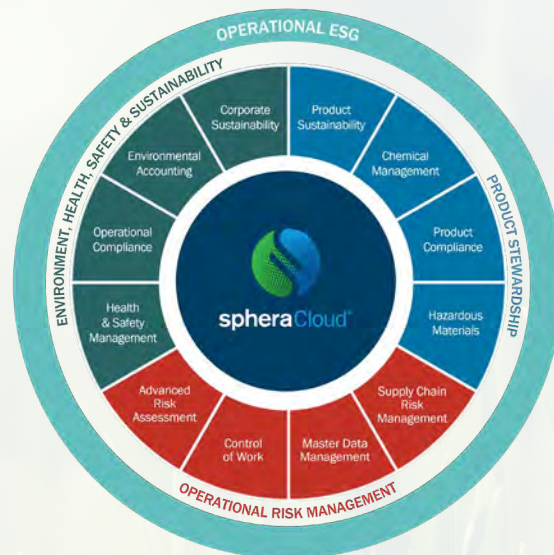 OPERATIONAL ESG
ENVIRONMENT, HEALTH, SAFETY & SUSTAINABILITY
PRODUCT STEWARDSHIP
OPERATIONAL RISK MANAGEMENT
Corporate
Sustainability
Product
Sustainability
Environmental
Accounting
Chemical
Management
Operational
Compliance
Product
Compliance
Health
& Safety
Management
Hazardous
Materials
Advanced
Risk
Assessment
Supply Chain
Risk
Management
Control
of Work
Master Data
Management
spheraCloud®